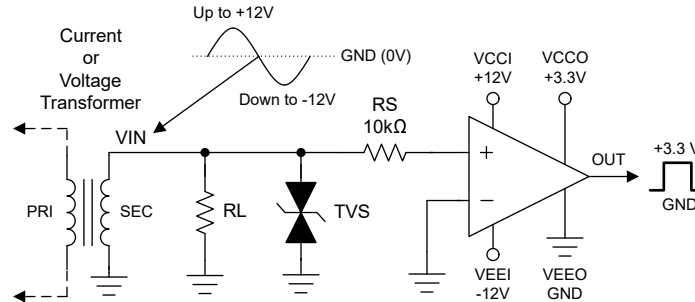 Up to +12V
Current
or
Voltage
Transformer
GND (0V)
Down to -12V
VIN
RS
10kΩ
VCCI
+12V
VCCO
+3.3V
+
−
OUT
+3.3 V
GND
PRI
SEC
RL
TVS
VEEI
-12V
VEEO
GND